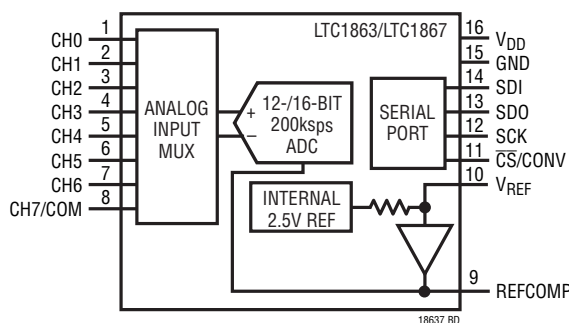 LTC1863/LTC1867
CH0 1
CH1 2
CH2 3
CH3 4
CH4 5
CH5 6
CH6 7
CH7/COM 8
ANALOG
INPUT
MUX
+
–
12-/16-BIT
200ksps
ADC
INTERNAL
2.5V REF
SERIAL
PORT
16 VDD
15 GND
14 SDI
13 SDO
12 SCK
11 C̅S̅/CONV
10 VREF
9 REFCOMP
18637 BD